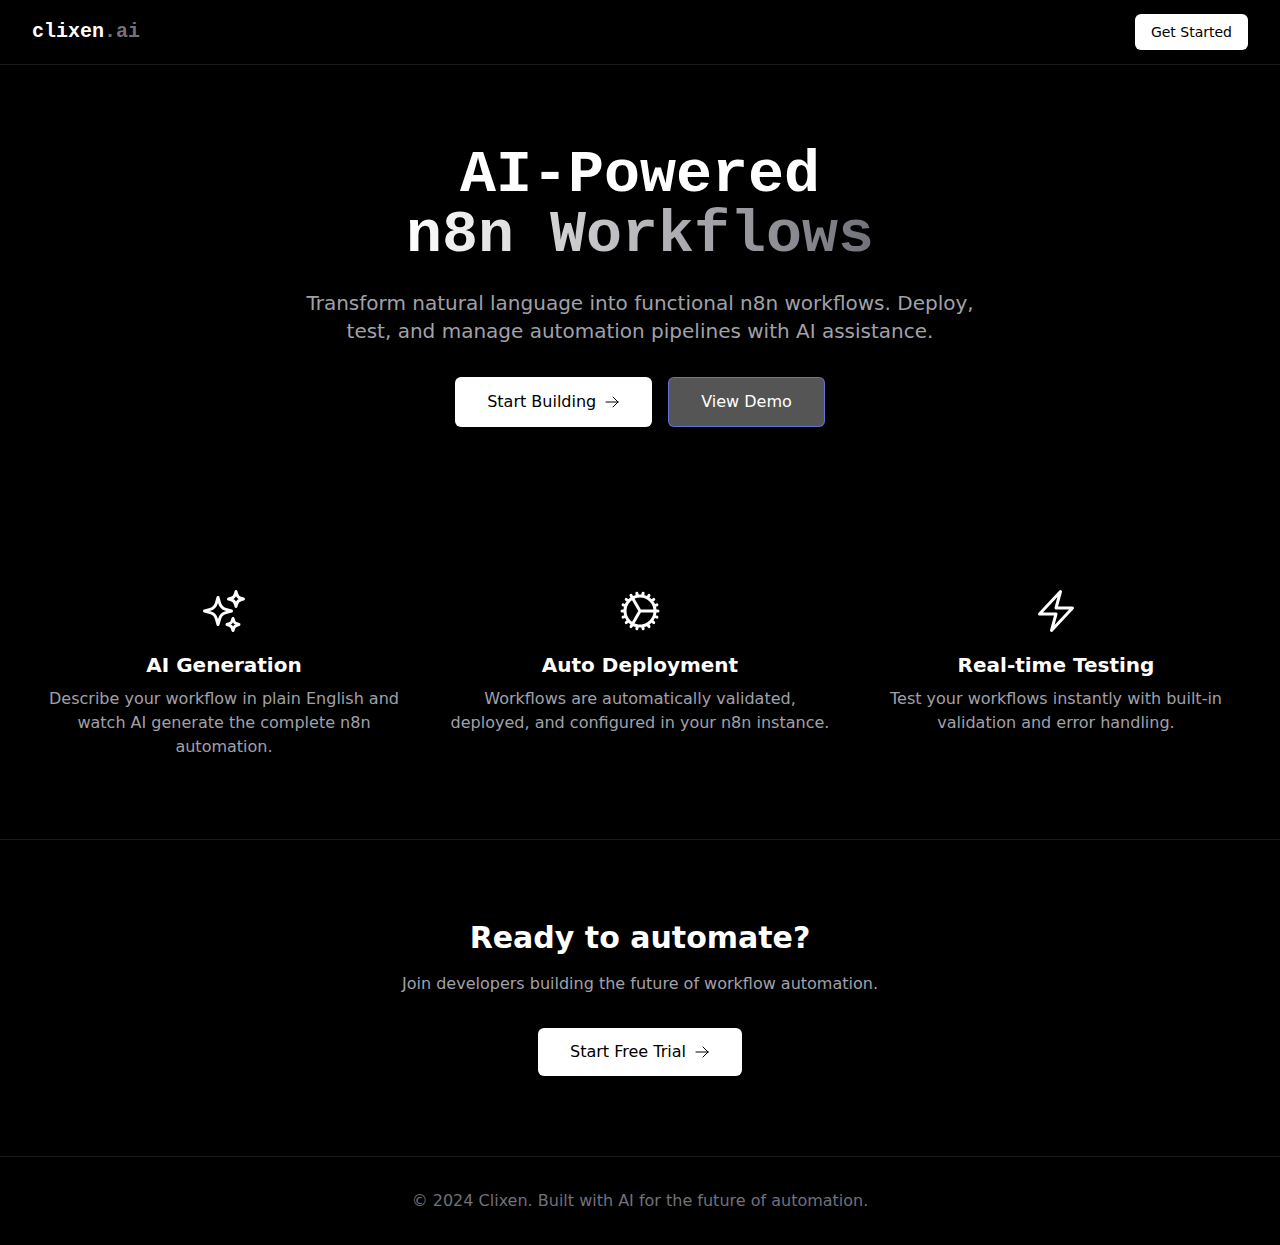 clixen.ai
Get Started
AI-Powered
n8n Workflows
Transform natural language into functional n8n workflows. Deploy,
test, and manage automation pipelines with AI assistance.
Start Building
View Demo
AI Generation
Describe your workflow in plain English and
watch AI generate the complete n8n
automation.
Auto Deployment
Workflows are automatically validated,
deployed, and configured in your n8n instance.
Real-time Testing
Test your workflows instantly with built-in
validation and error handling.
Ready to automate?
Join developers building the future of workflow automation.
Start Free Trial
© 2024 Clixen. Built with AI for the future of automation.